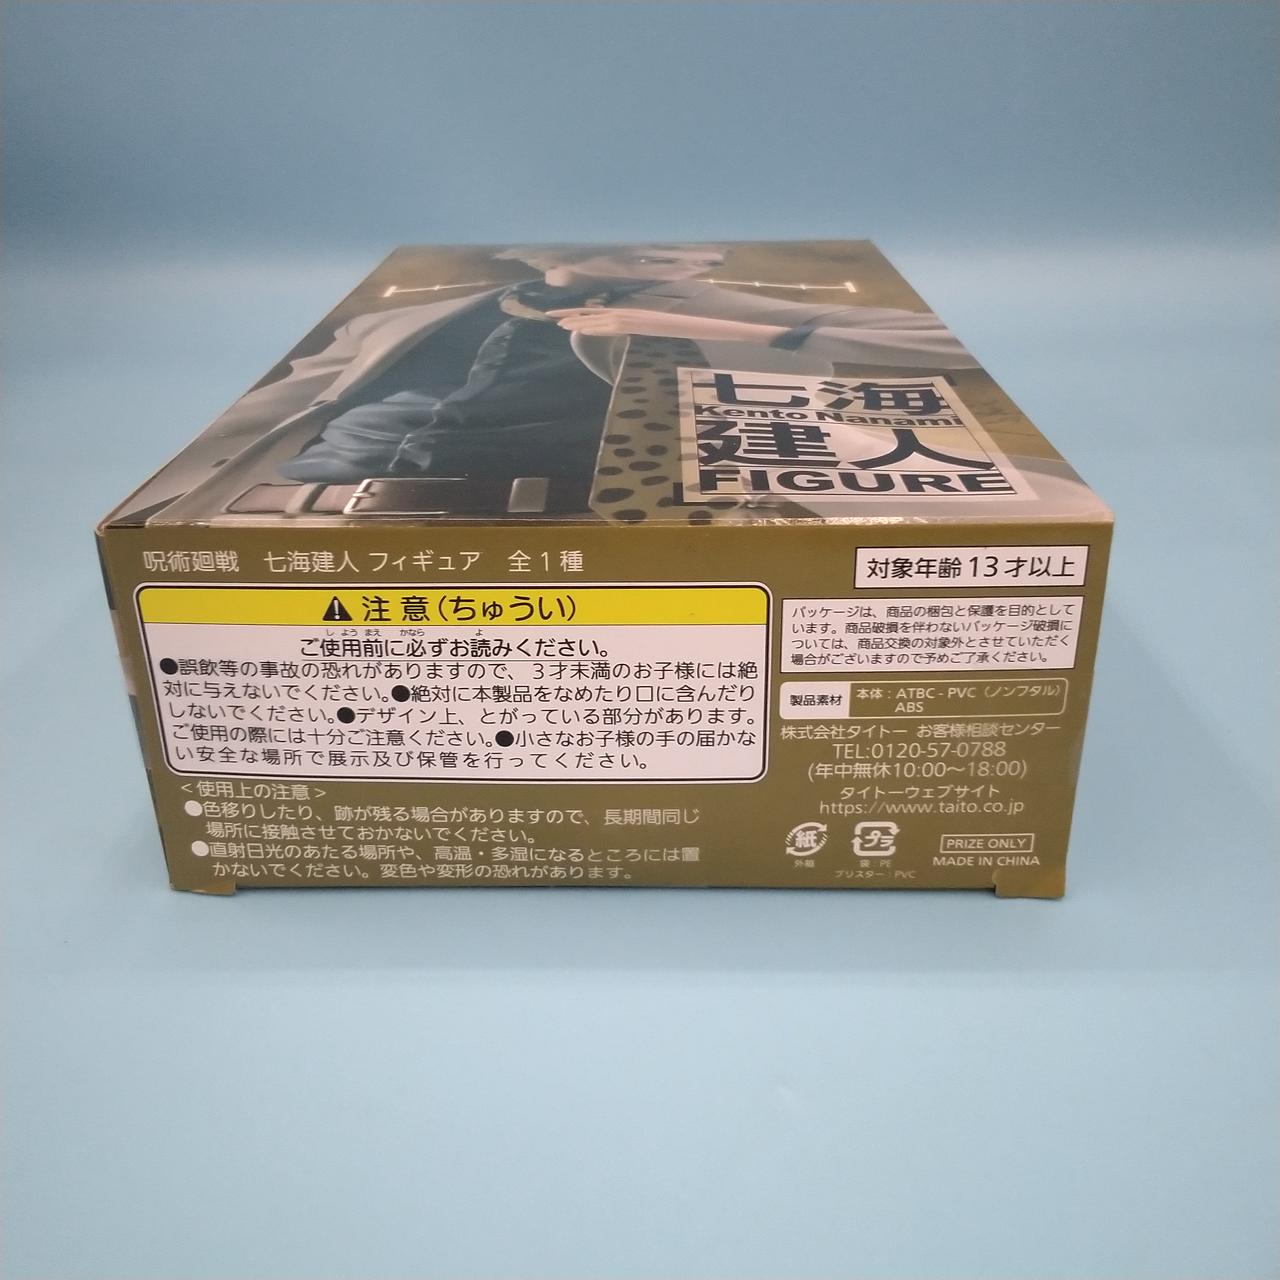 七海
Kento Nanami
建人
FIGURE
呪術廻戦 七海建人 フィギュア 全1種
対象年齢13才以上
注意(ちゅうい)
し よう まえ かなら よ
ご使用前に必ずお読みください。
●誤飲等の事故の恐れがありますので、3才未満のお子様には絶
対に与えないでください。●絶対に本製品をなめたり口に含んだり
しないでください。●デザイン上、とがっている部分があります。
ご使用の際には十分ご注意ください。●小さなお子様の手の届かな
い安全な場所で展示及び保管を行ってください。
<使用上の注意>
●色移りしたり、跡が残る場合がありますので、長期間同じ
場所に接触させておかないでください。
●直射日光のあたる場所や、高温・多湿になるところには置
かないでください。変色や変形の恐れがあります。
パッケージは、商品の梱包と保護を目的として
います。商品破損を伴わないパッケージ破損に
ついては、商品交換の対象外とさせていただく
場合がございますので予めご了承ください。
製品素材 本体:ATBC-PVC(ノンフタル)
ABS
株式会社タイトー お客様相談センター
TEL:0120-57-0788
(年中無休10:00〜18:00)
タイトーウェブサイト
https://www.taito.co.jp
紙 プラ
外箱 袋:PE
ブリスター:PVC
PRIZE ONLY
MADE IN CHINA